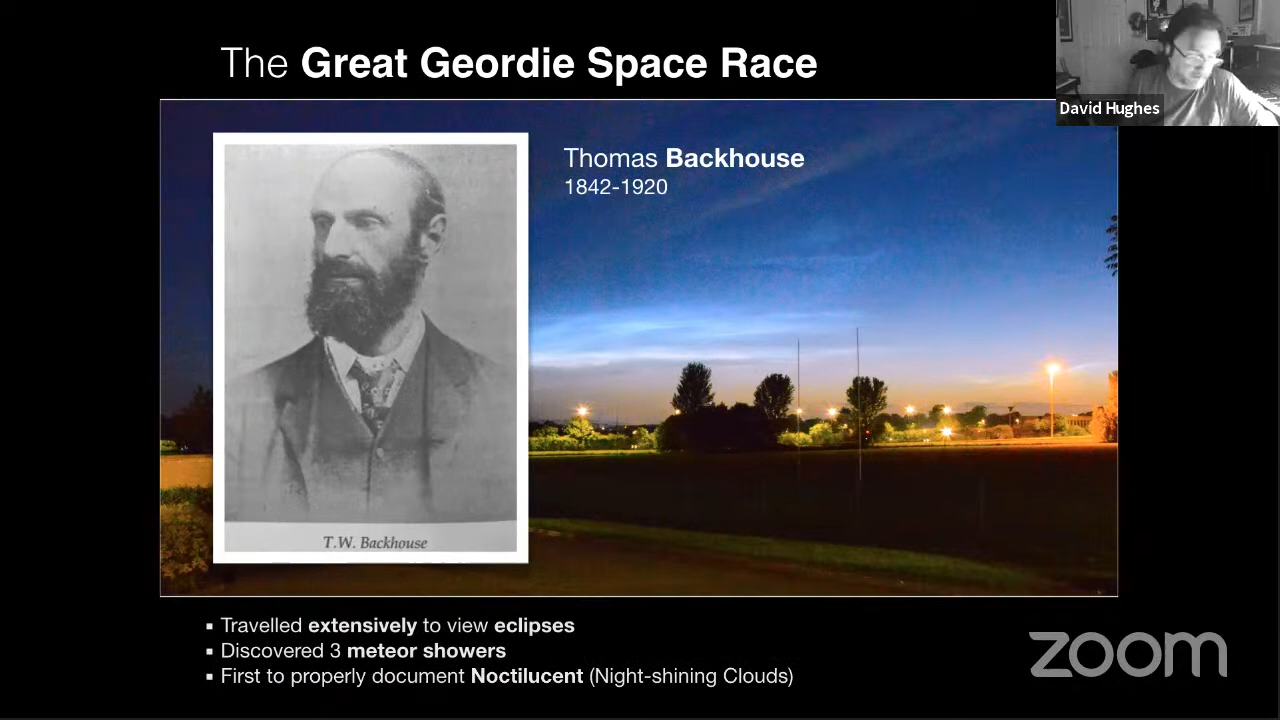 The Great Geordie Space Race
David Hughes
Thomas Backhouse
1842-1920
T.W. Backhouse
▪ Travelled extensively to view eclipses
▪ Discovered 3 meteor showers
▪ First to properly document Noctilucent (Night-shining Clouds)
zoom